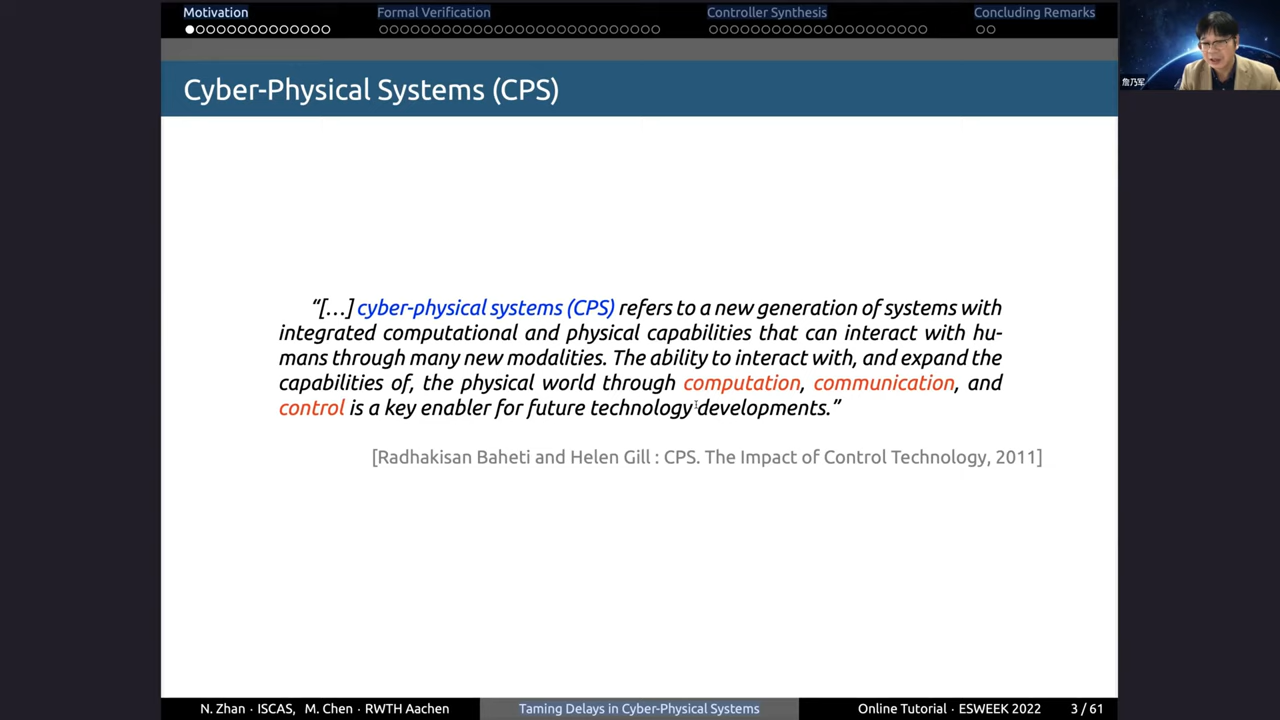 Motivation
Formal Verification
Controller Synthesis
Concluding Remarks
Cyber-Physical Systems (CPS)
“[…] cyber-physical systems (CPS) refers to a new generation of systems with
integrated computational and physical capabilities that can interact with hu-
mans through many new modalities. The ability to interact with, and expand the
capabilities of, the physical world through computation, communication, and
control is a key enabler for future technology developments.”
[Radhakisan Baheti and Helen Gill : CPS. The Impact of Control Technology, 2011]
詹乃军
N. Zhan · ISCAS, M. Chen · RWTH Aachen
Taming Delays in Cyber-Physical Systems
Online Tutorial · ESWEEK 2022
3 / 61